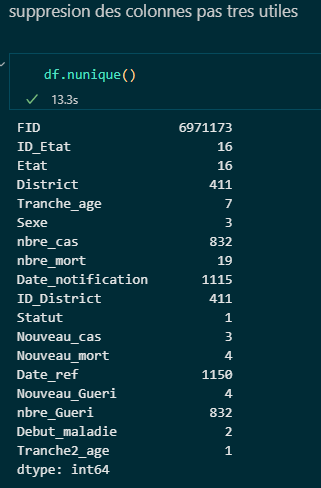 suppresion des colonnes pas tres utiles
df.nunique()
13.3s
FID 6971173
ID_Etat 16
Etat 16
District 411
Tranche_age 7
Sexe 3
nbre_cas 832
nbre_mort 19
Date_notification 1115
ID_District 411
Statut 1
Nouveau_cas 3
Nouveau_mort 4
Date_ref 1150
Nouveau_Gueri 4
nbre_Gueri 832
Debut_maladie 2
Tranche2_age 1
dtype: int64